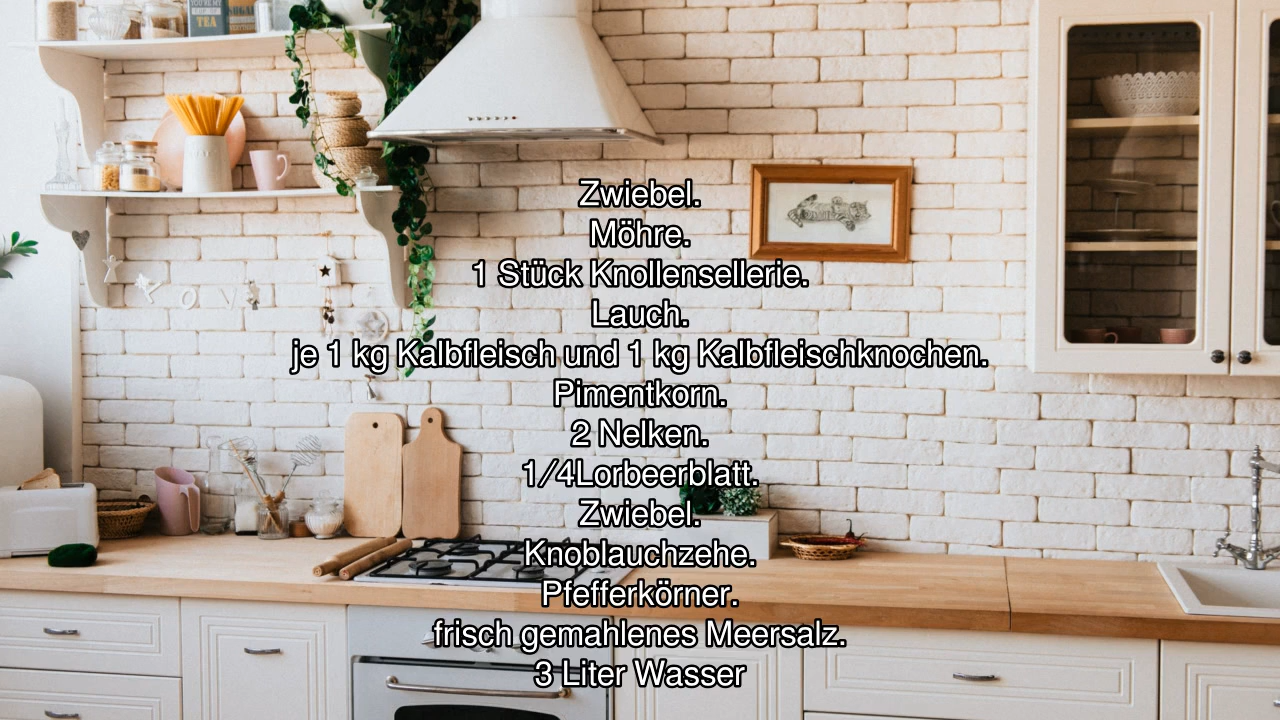 Zwiebel.
Möhre.
1 Stück Knollensellerie.
Lauch.
je 1 kg Kalbfleisch und 1 kg Kalbfleischknochen.
Pimentkorn.
2 Nelken.
1/4Lorbeerblatt.
Zwiebel.
Knoblauchzehe.
Pfefferkörner.
frisch gemahlenes Meersalz.
3 Liter Wasser